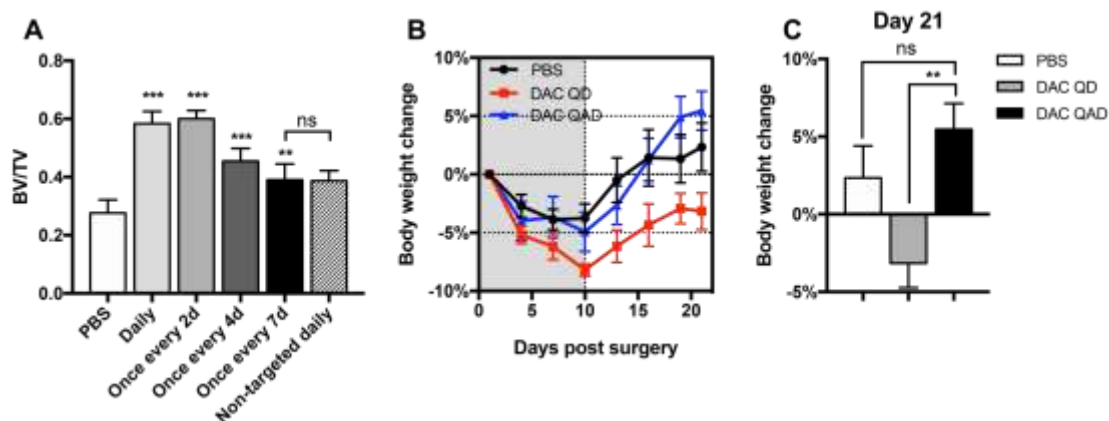 A
BV/TV
0.8
0.6
0.4
0.2
0.0
***
***
***
**
ns
PBS
Daily
Once every 2d
Once every 4d
Once every 7d
Non-targeted daily
B
Body weight change
10%
5%
0%
-5%
-10%
PBS
DAC QD
DAC QAD
0
5
10
15
20
Days post surgery
C
Day 21
Body weight change
10%
5%
0%
-5%
ns
**
PBS
DAC QD
DAC QAD